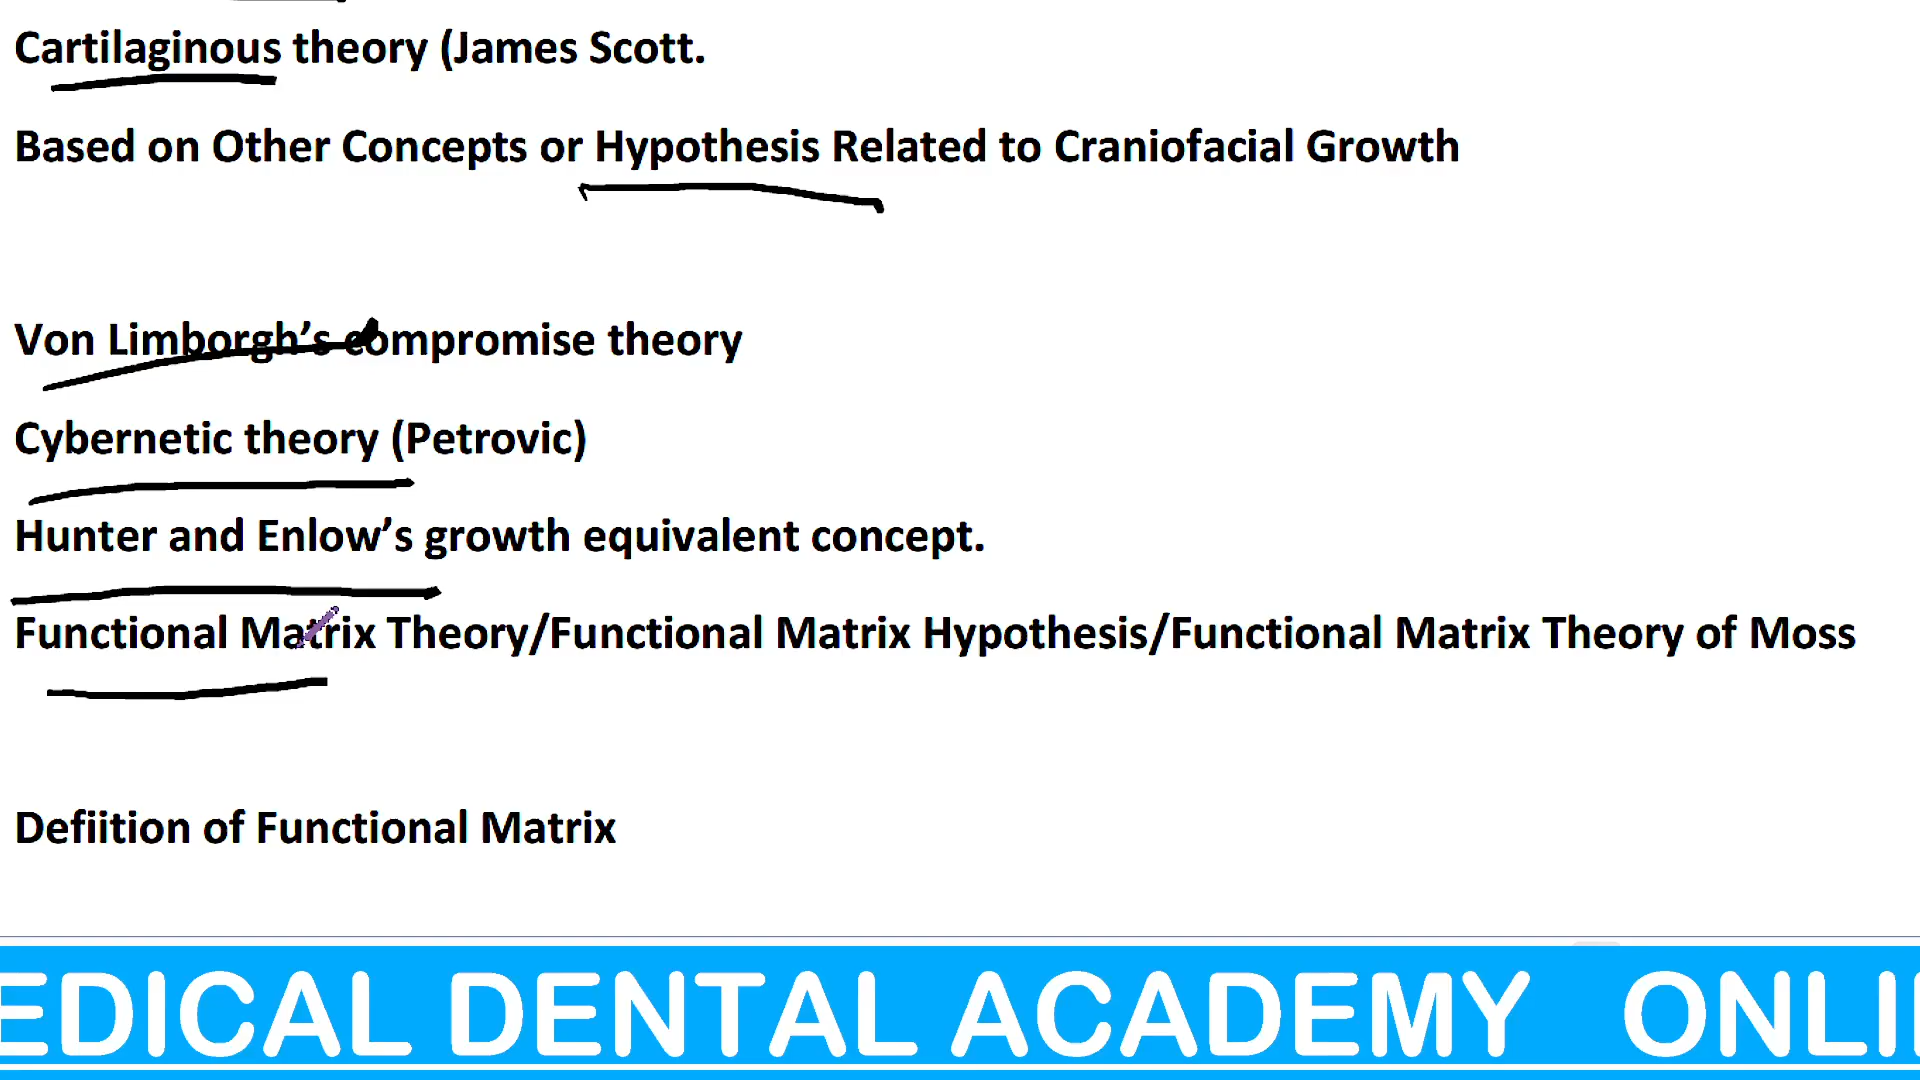 Cartilaginous theory (James Scott.
Based on Other Concepts or Hypothesis Related to Craniofacial Growth
Von Limborgh’s compromise theory
Cybernetic theory (Petrovic)
Hunter and Enlow’s growth equivalent concept.
Functional Matrix Theory/Functional Matrix Hypothesis/Functional Matrix Theory of Moss
Defiition of Functional Matrix
EDICAL DENTAL ACADEMY ONLI